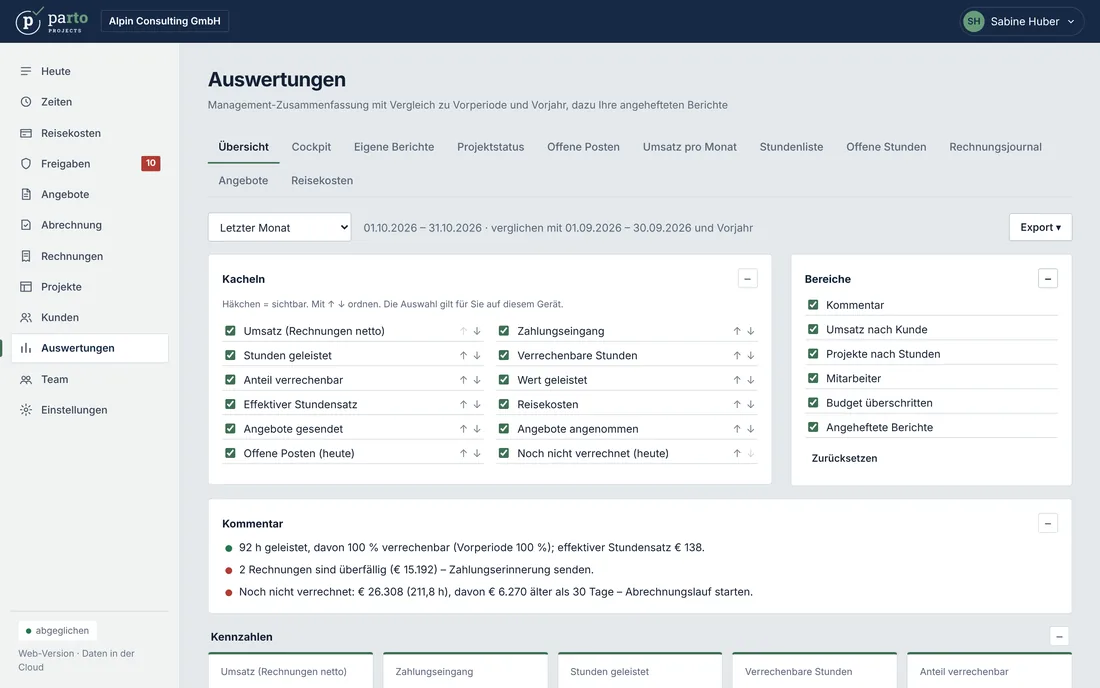 parto
PROJECTS
Alpin Consulting GmbH
SH Sabine Huber
Heute
Zeiten
Reisekosten
Freigaben 10
Angebote
Abrechnung
Rechnungen
Projekte
Kunden
Auswertungen
Team
Einstellungen
abgeglichen
Web-Version · Daten in der
Cloud
Auswertungen
Management-Zusammenfassung mit Vergleich zu Vorperiode und Vorjahr, dazu Ihre angehefteten Berichte
Übersicht Cockpit Eigene Berichte Projektstatus Offene Posten Umsatz pro Monat Stundenliste Offene Stunden Rechnungsjournal
Angebote Reisekosten
Letzter Monat 01.10.2026 – 31.10.2026 · verglichen mit 01.09.2026 – 30.09.2026 und Vorjahr Export ▾
Kacheln –
Häkchen = sichtbar. Mit ↑ ↓ ordnen. Die Auswahl gilt für Sie auf diesem Gerät.
Umsatz (Rechnungen netto) ↑ ↓ Zahlungseingang ↑ ↓
Stunden geleistet ↑ ↓ Verrechenbare Stunden ↑ ↓
Anteil verrechenbar ↑ ↓ Wert geleistet ↑ ↓
Effektiver Stundensatz ↑ ↓ Reisekosten ↑ ↓
Angebote gesendet ↑ ↓ Angebote angenommen ↑ ↓
Offene Posten (heute) ↑ ↓ Noch nicht verrechnet (heute) ↑ ↓
Bereiche –
Kommentar
Umsatz nach Kunde
Projekte nach Stunden
Mitarbeiter
Budget überschritten
Angeheftete Berichte
Zurücksetzen
Kommentar –
92 h geleistet, davon 100 % verrechenbar (Vorperiode 100 %); effektiver Stundensatz € 138.
2 Rechnungen sind überfällig (€ 15.192) – Zahlungserinnerung senden.
Noch nicht verrechnet: € 26.308 (211,8 h), davon € 6.270 älter als 30 Tage – Abrechnungslauf starten.
Kennzahlen –
Umsatz (Rechnungen netto) Zahlungseingang Stunden geleistet Verrechenbare Stunden Anteil verrechenbar